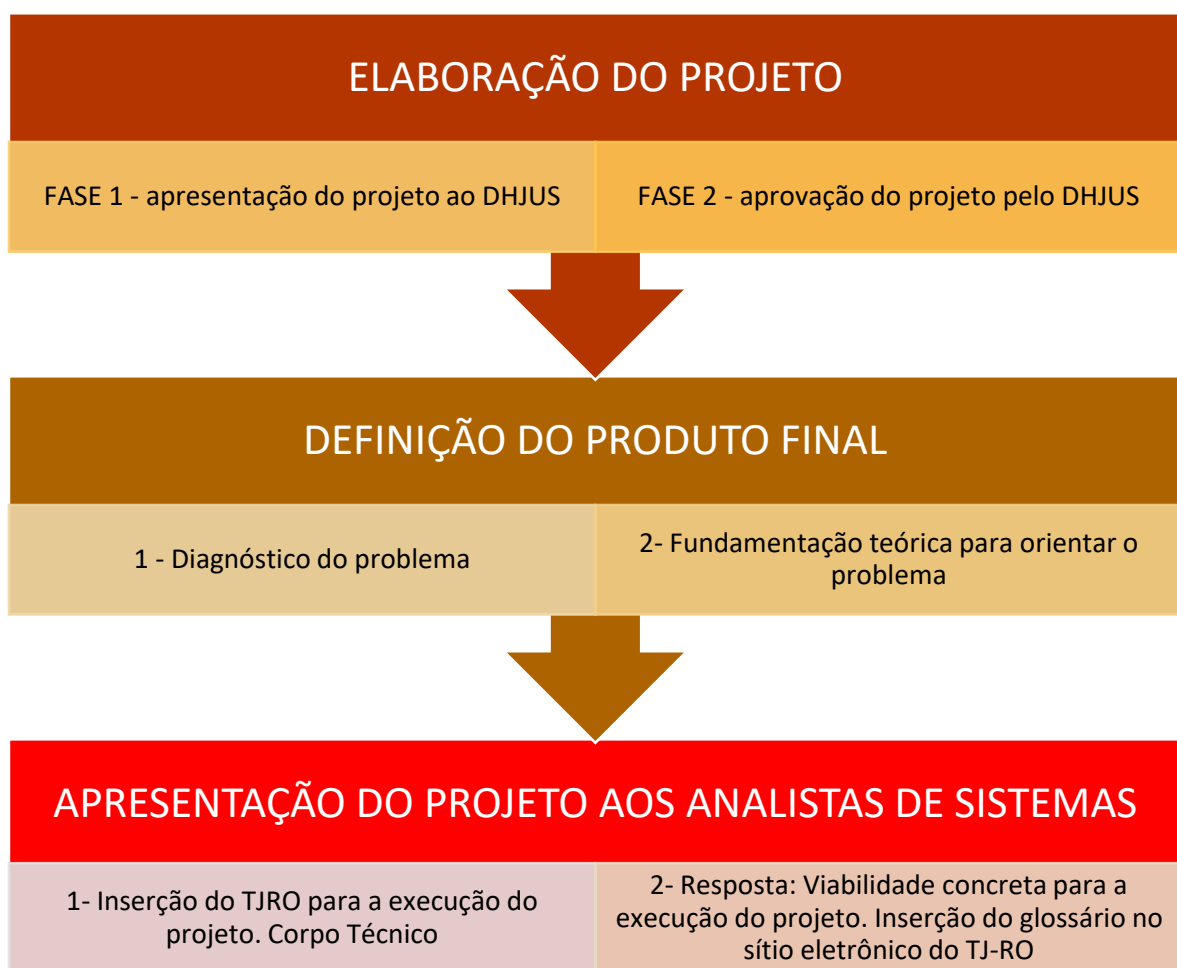 ELABORAÇÃO DO PROJETO
FASE 1 - apresentação do projeto ao DHJUS
FASE 2 - aprovação do projeto pelo DHJUS
DEFINIÇÃO DO PRODUTO FINAL
1 - Diagnóstico do problema
2- Fundamentação teórica para orientar o
problema
APRESENTAÇÃO DO PROJETO AOS ANALISTAS DE SISTEMAS
1- Inserção do TJRO para a execução do
projeto. Corpo Técnico
2- Resposta: Viabilidade concreta para a
execução do projeto. Inserção do glossário no
sítio eletrônico do TJ-RO